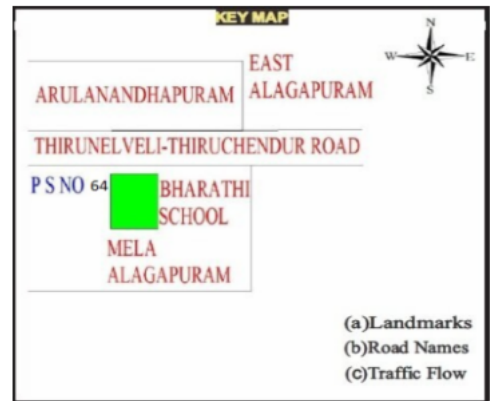 KEY MAP
N
W E
S
EAST
ARULANANDHAPURAM ALAGAPURAM
THIRUNELVELI-THIRUCHENDUR ROAD
P S NO 64 BHARATHI
SCHOOL
MELA
ALAGAPURAM
(a)Landmarks
(b)Road Names
(c)Traffic Flow